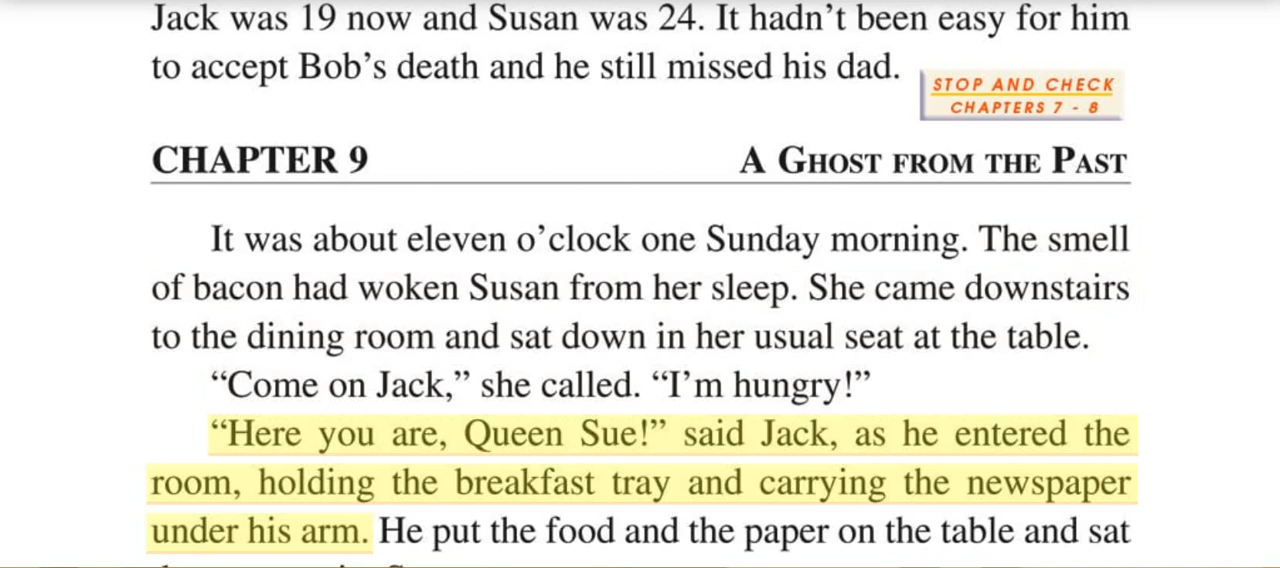 Jack was 19 now and Susan was 24. It hadn’t been easy for him
to accept Bob’s death and he still missed his dad.
STOP AND CHECK
CHAPTERS 7 - 8
CHAPTER 9 A GHOST FROM THE PAST
It was about eleven o’clock one Sunday morning. The smell
of bacon had woken Susan from her sleep. She came downstairs
to the dining room and sat down in her usual seat at the table.
“Come on Jack,” she called. “I’m hungry!”
“Here you are, Queen Sue!” said Jack, as he entered the
room, holding the breakfast tray and carrying the newspaper
under his arm. He put the food and the paper on the table and sat